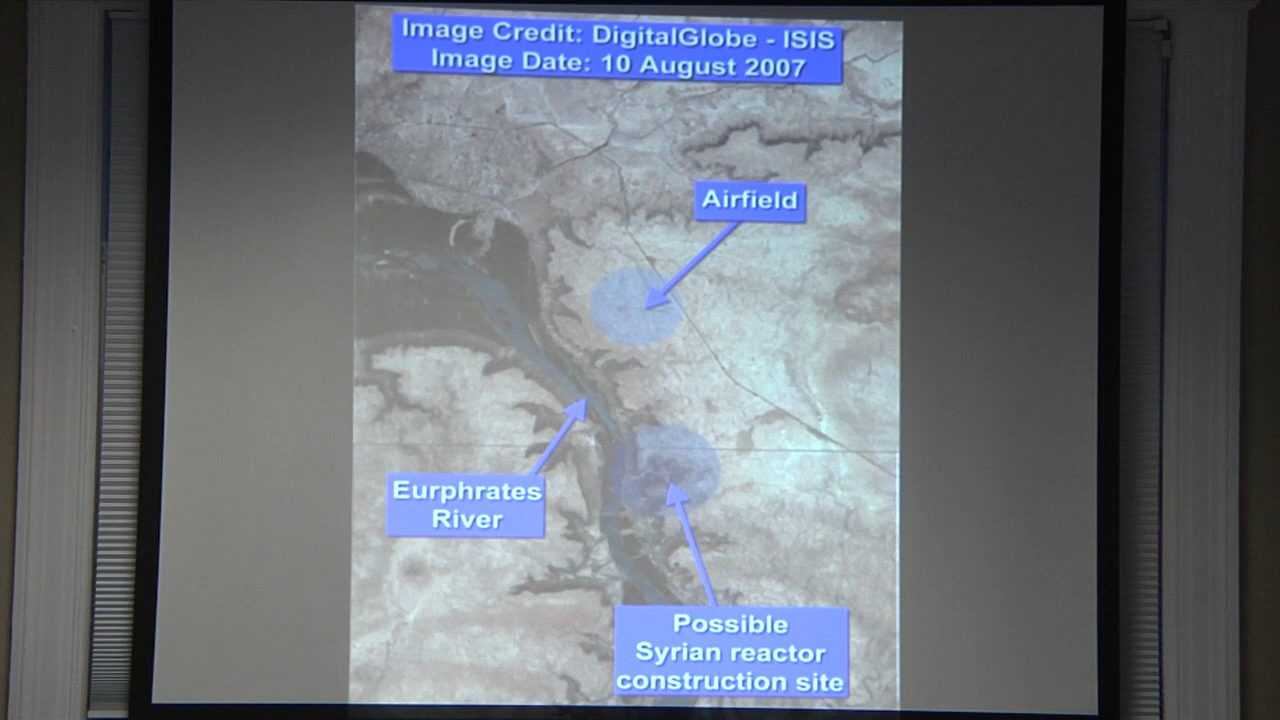 Image Credit: DigitalGlobe - ISIS
Image Date: 10 August 2007
Airfield
Eurphrates
River
Possible
Syrian reactor
construction site